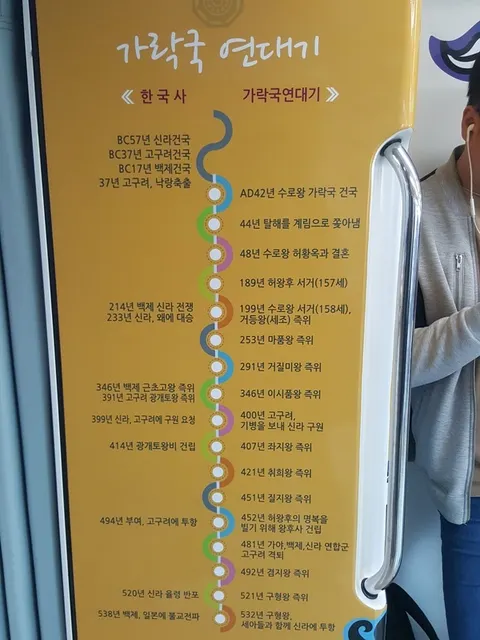 가락국 연대기
《 한국사
가락국연대기 》
BC57년 신라건국
BC37년 고구려건국
BC17년 백제건국
37년 고구려, 낙랑축출
AD42년 수로왕 가락국 건국
44년 탈해를 계림으로 쫓아냄
48년 수로왕 허황옥과 결혼
189년 허왕후 서거(157세)
214년 백제 신라 전쟁
233년 신라, 왜에 대승
199년 수로왕 서거(158세),
거등왕(세조) 즉위
253년 마품왕 즉위
291년 거질미왕 즉위
346년 백제 근초고왕 즉위
391년 고구려 광개토왕 즉위
346년 이시품왕 즉위
399년 신라, 고구려에 구원 요청
400년 고구려,
기병을 보내 신라 구원
414년 광개토왕비 건립
407년 좌지왕 즉위
421년 취희왕 즉위
451년 질지왕 즉위
494년 부여, 고구려에 투항
452년 허왕후의 명복을
빌기 위해 왕후사 건립
481년 가야,백제,신라 연합군
고구려 격퇴
492년 겸지왕 즉위
520년 신라 율령 반포
521년 구형왕 즉위
538년 백제, 일본에 불교전파
532년 구형왕,
세아들과 함께 신라에 투항